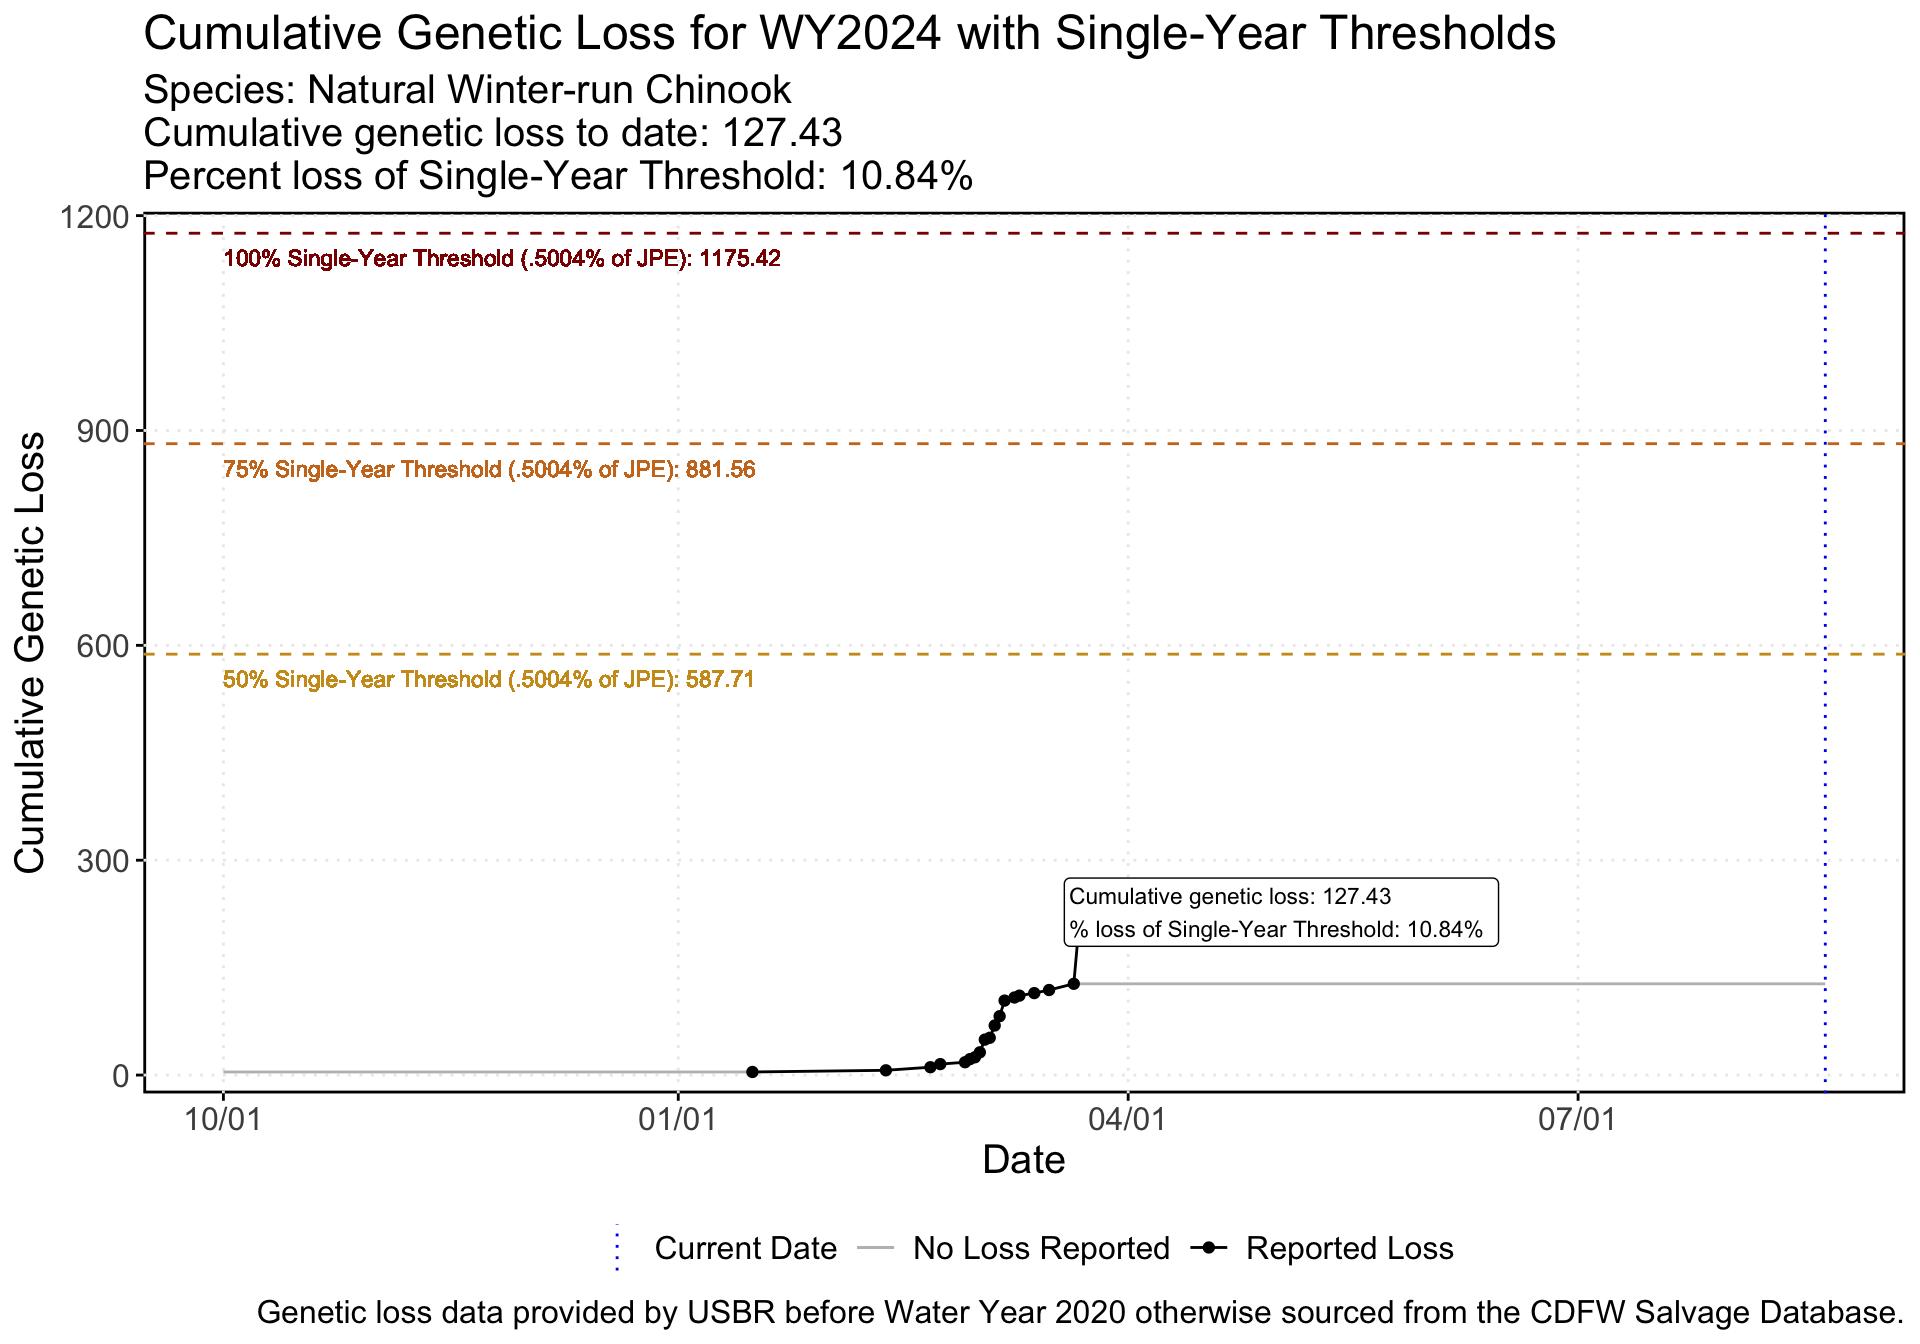 Cumulative Genetic Loss for WY2024 with Single-Year Thresholds
Species: Natural Winter-run Chinook
Cumulative genetic loss to date: 127.43
Percent loss of Single-Year Threshold: 10.84%
1200
100% Single-Year Threshold (.5004% of JPE): 1175.42
900
75% Single-Year Threshold (.5004% of JPE): 881.56
600
50% Single-Year Threshold (.5004% of JPE): 587.71
300
Cumulative genetic loss: 127.43
% loss of Single-Year Threshold: 10.84%
0
Cumulative Genetic Loss
10/01 01/01 04/01 07/01
Date
Current Date No Loss Reported Reported Loss
Genetic loss data provided by USBR before Water Year 2020 otherwise sourced from the CDFW Salvage Database.